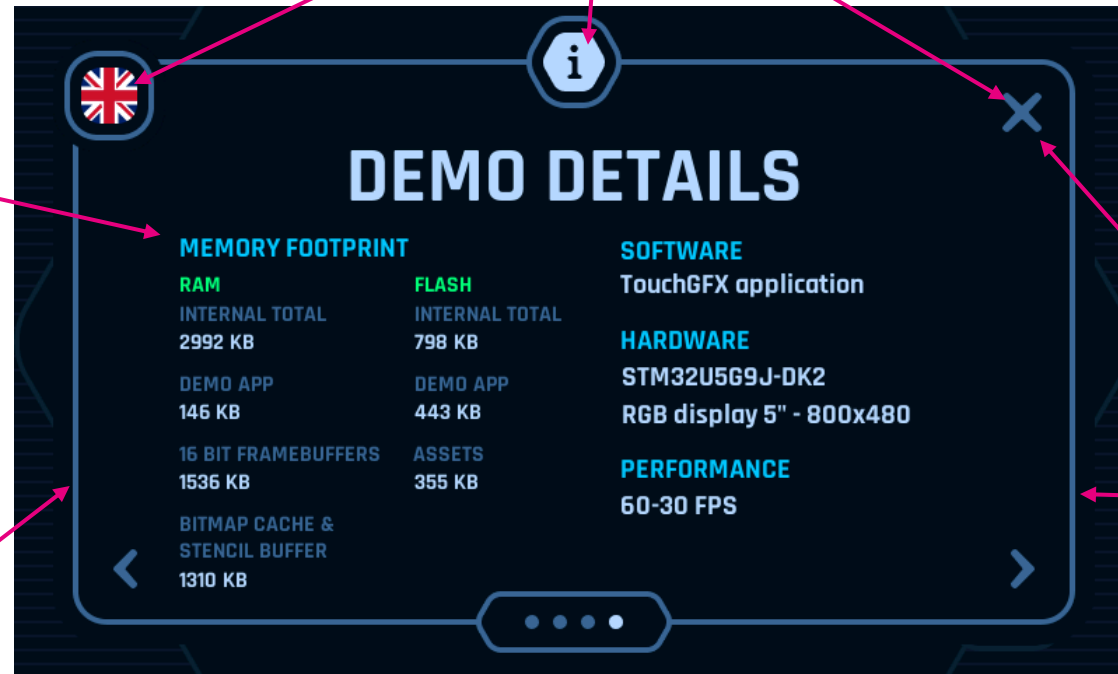 i
DEMO DETAILS
MEMORY FOOTPRINT
RAM
INTERNAL TOTAL
2992 KB
DEMO APP
146 KB
16 BIT FRAMEBUFFERS
1536 KB
BITMAP CACHE &
STENCIL BUFFER
1310 KB
FLASH
INTERNAL TOTAL
798 KB
DEMO APP
443 KB
ASSETS
355 KB
SOFTWARE
TouchGFX application
HARDWARE
STM32U5G9J-DK2
RGB display 5" - 800x480
PERFORMANCE
60-30 FPS